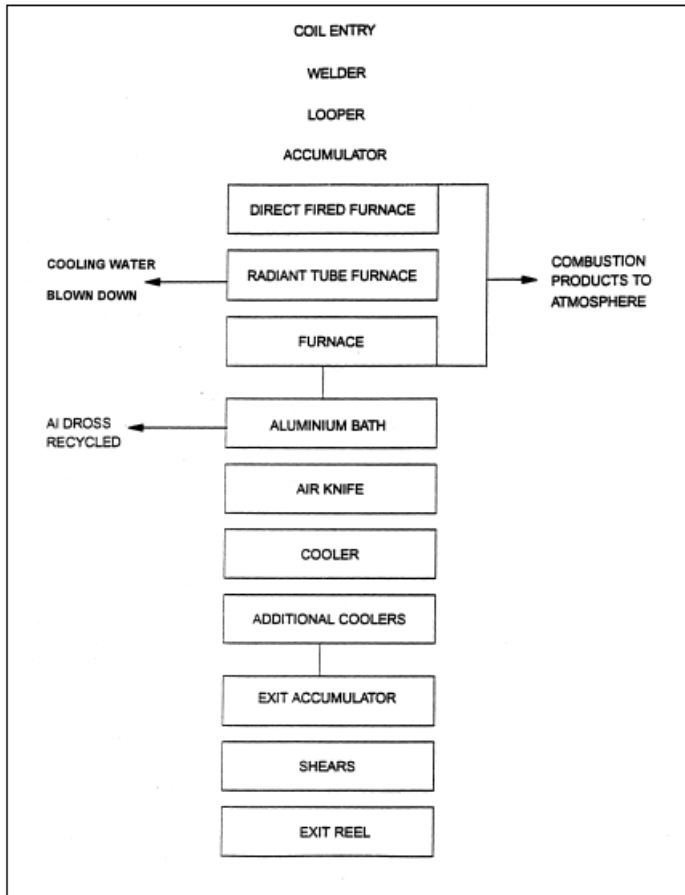 COIL ENTRY
WELDER
LOOPER
ACCUMULATOR
DIRECT FIRED FURNACE
COOLING WATER
BLOWN DOWN
RADIANT TUBE FURNACE
COMBUSTION
PRODUCTS TO
ATMOSPHERE
FURNACE
Al DROSS
RECYCLED
ALUMINIUM BATH
AIR KNIFE
COOLER
ADDITIONAL COOLERS
EXIT ACCUMULATOR
SHEARS
EXIT REEL